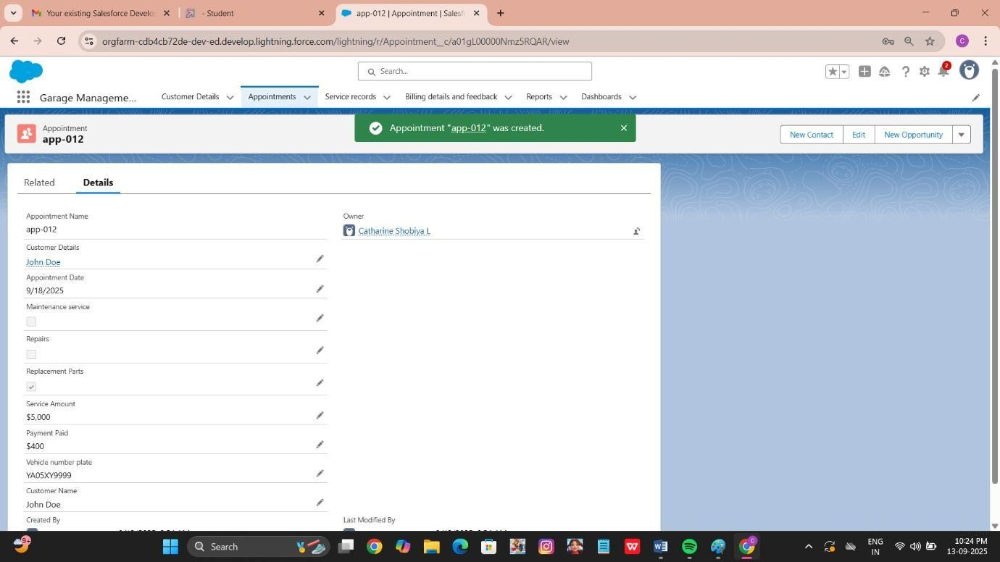 Your existing Salesforce Develo
- Student
app-012 | Appointment | Salesf
orgfarm-cdb4cb72de-dev-ed.develop.lightning.force.com/lightning/r/Appointment__c/a01gL00000Nmz5RQAR/view
C
Search...
2
Garage Manageme...
Customer Details
Appointments
Service records
Billing details and feedback
Reports
Dashboards
Appointment
app-012
Appointment "app-012" was created.
New Contact
Edit
New Opportunity
Related
Details
Appointment Name
app-012
Owner
Catharine Shobiya L
Customer Details
John Doe
Appointment Date
9/18/2025
Maintenance service
Repairs
Replacement Parts
Service Amount
$5,000
Payment Paid
$400
Vehicle number plate
YA05XY9999
Customer Name
John Doe
Created By
Last Modified By
9+
Search
ENG
IN
10:24 PM
13-09-2025